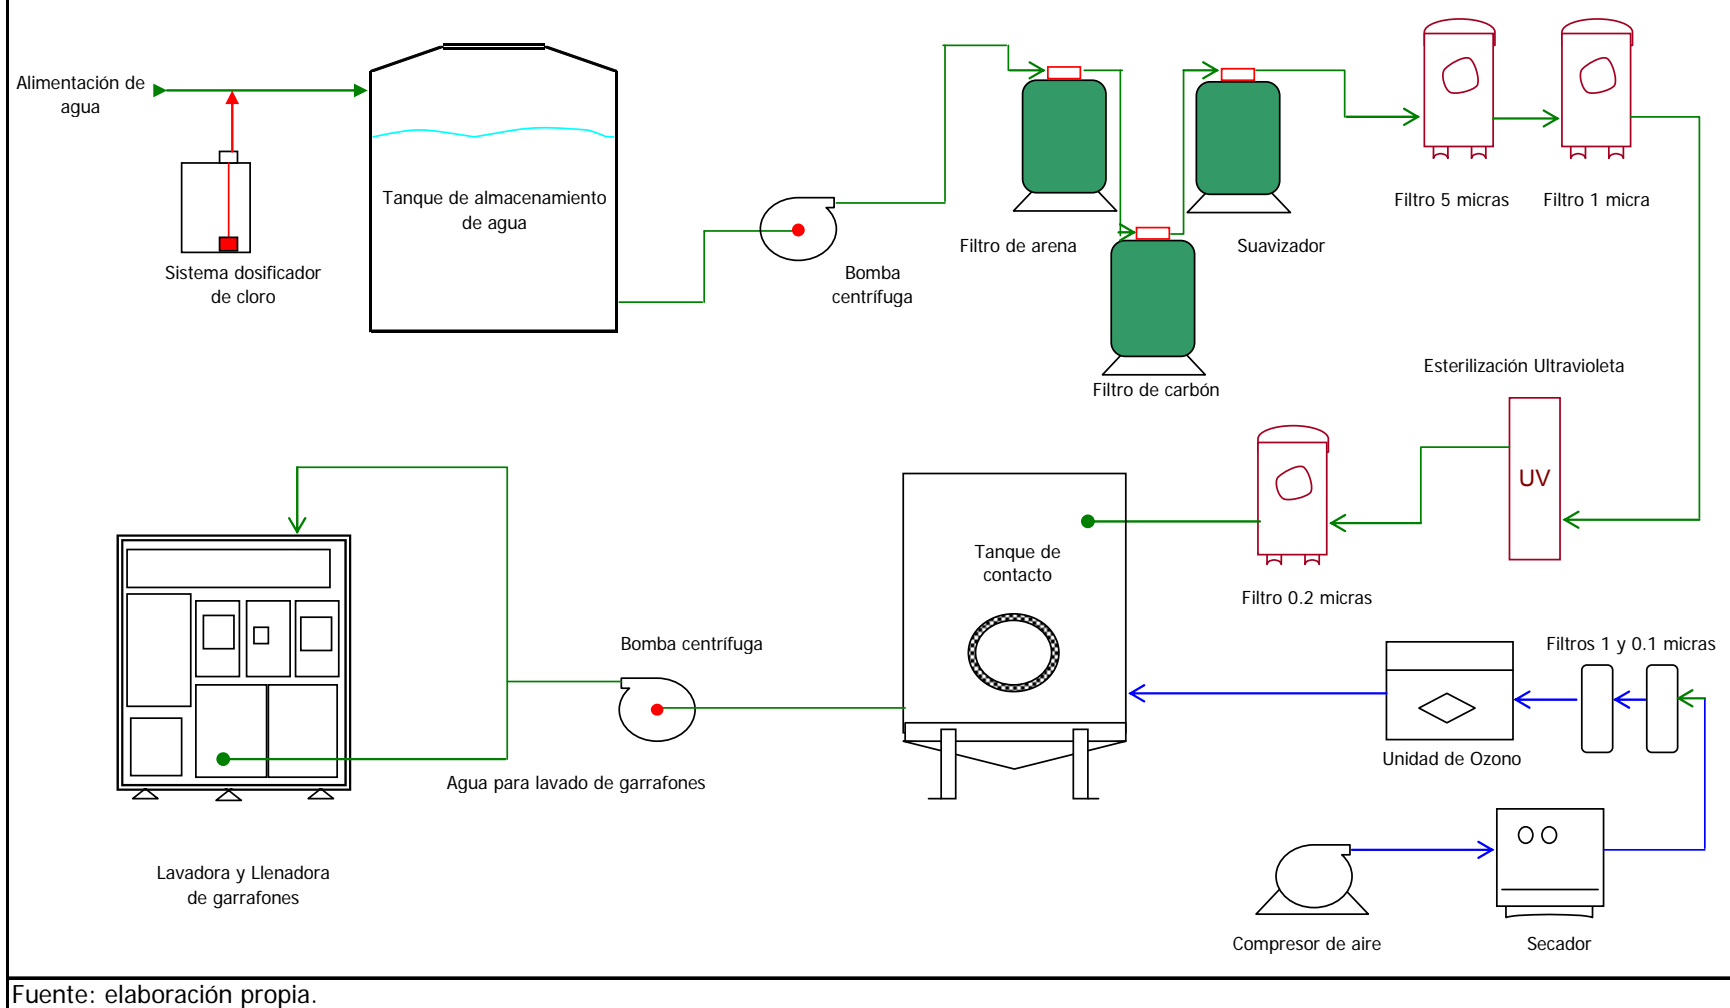 Alimentación de
agua
Sistema dosificador
de cloro
Tanque de almacenamiento
de agua
Bomba
centrífuga
Filtro de arena
Filtro de carbón
Suavizador
Filtro 5 micras
Filtro 1 micra
Esterilización Ultravioleta
UV
Filtro 0.2 micras
Tanque de
contacto
Filtros 1 y 0.1 micras
Unidad de Ozono
Bomba centrífuga
Agua para lavado de garrafones
Lavadora y Llenadora
de garrafones
Compresor de aire
Secador
Fuente: elaboración propia.